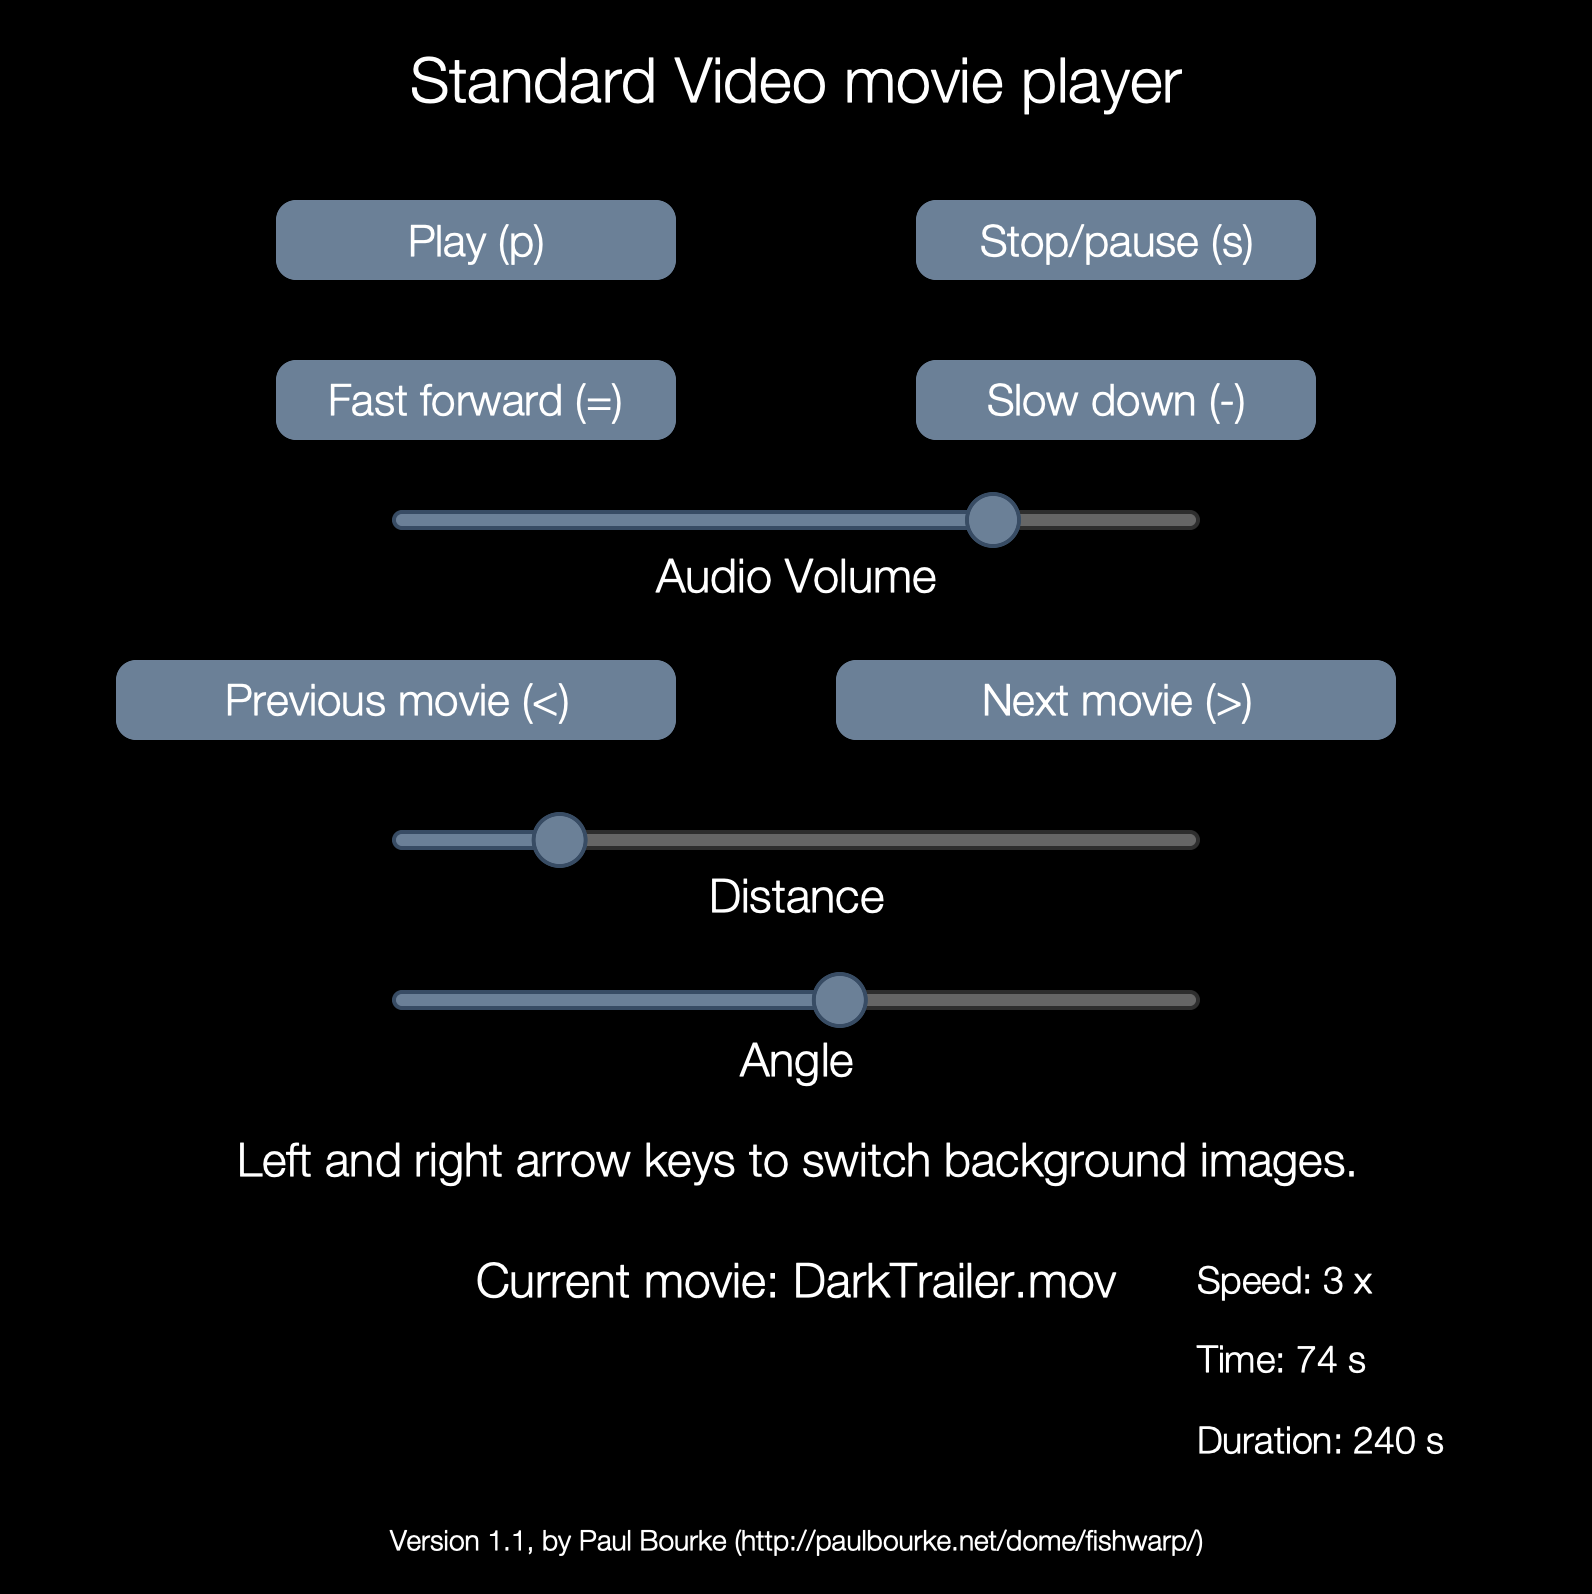 Standard Video movie player
Play (p)
Stop/pause (s)
Fast forward (=)
Slow down (-)
Audio Volume
Previous movie (<)
Next movie (>)
Distance
Angle
Left and right arrow keys to switch background images.
Current movie: DarkTrailer.mov
Speed: 3 x
Time: 74 s
Duration: 240 s
Version 1.1, by Paul Bourke (http://paulbourke.net/dome/fishwarp/)